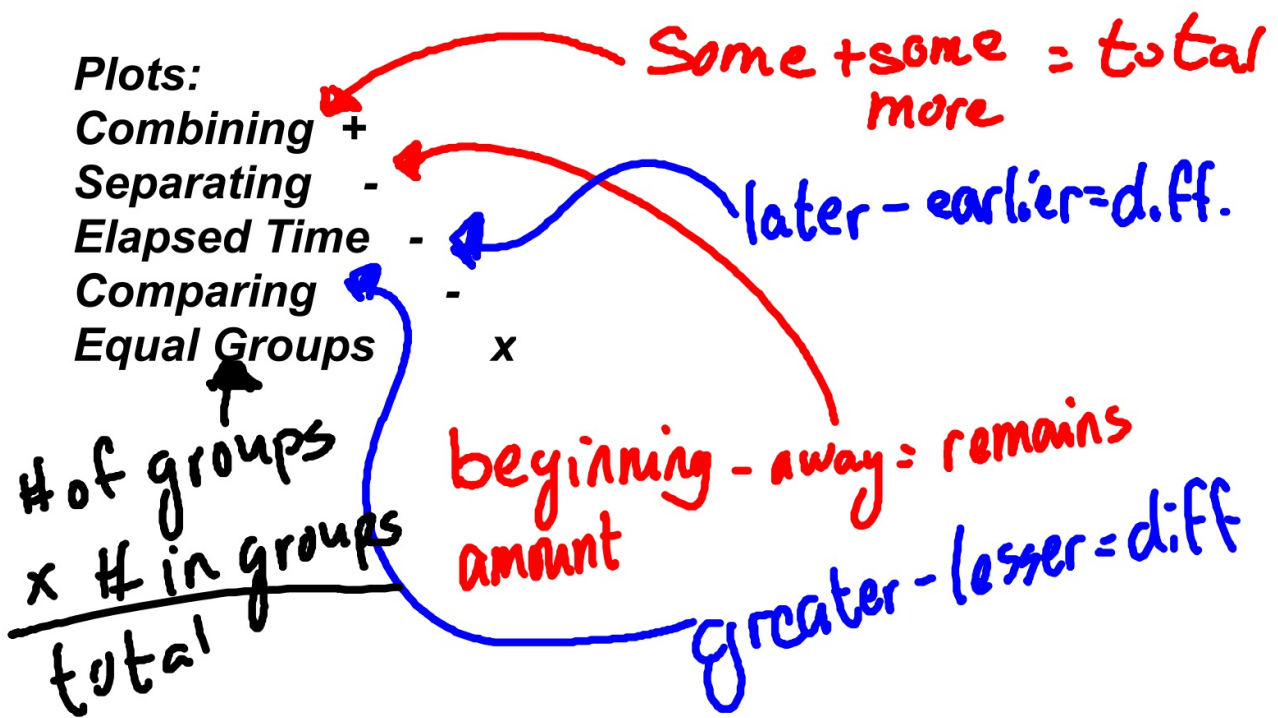 Plots:
Combining +
Separating -
Elapsed Time -
Comparing -
Equal Groups x
Some + some = total
more
later - earlier = diff.
beginning - away = remains
amount
greater - lesser = diff
# of groups
x # in groups
total